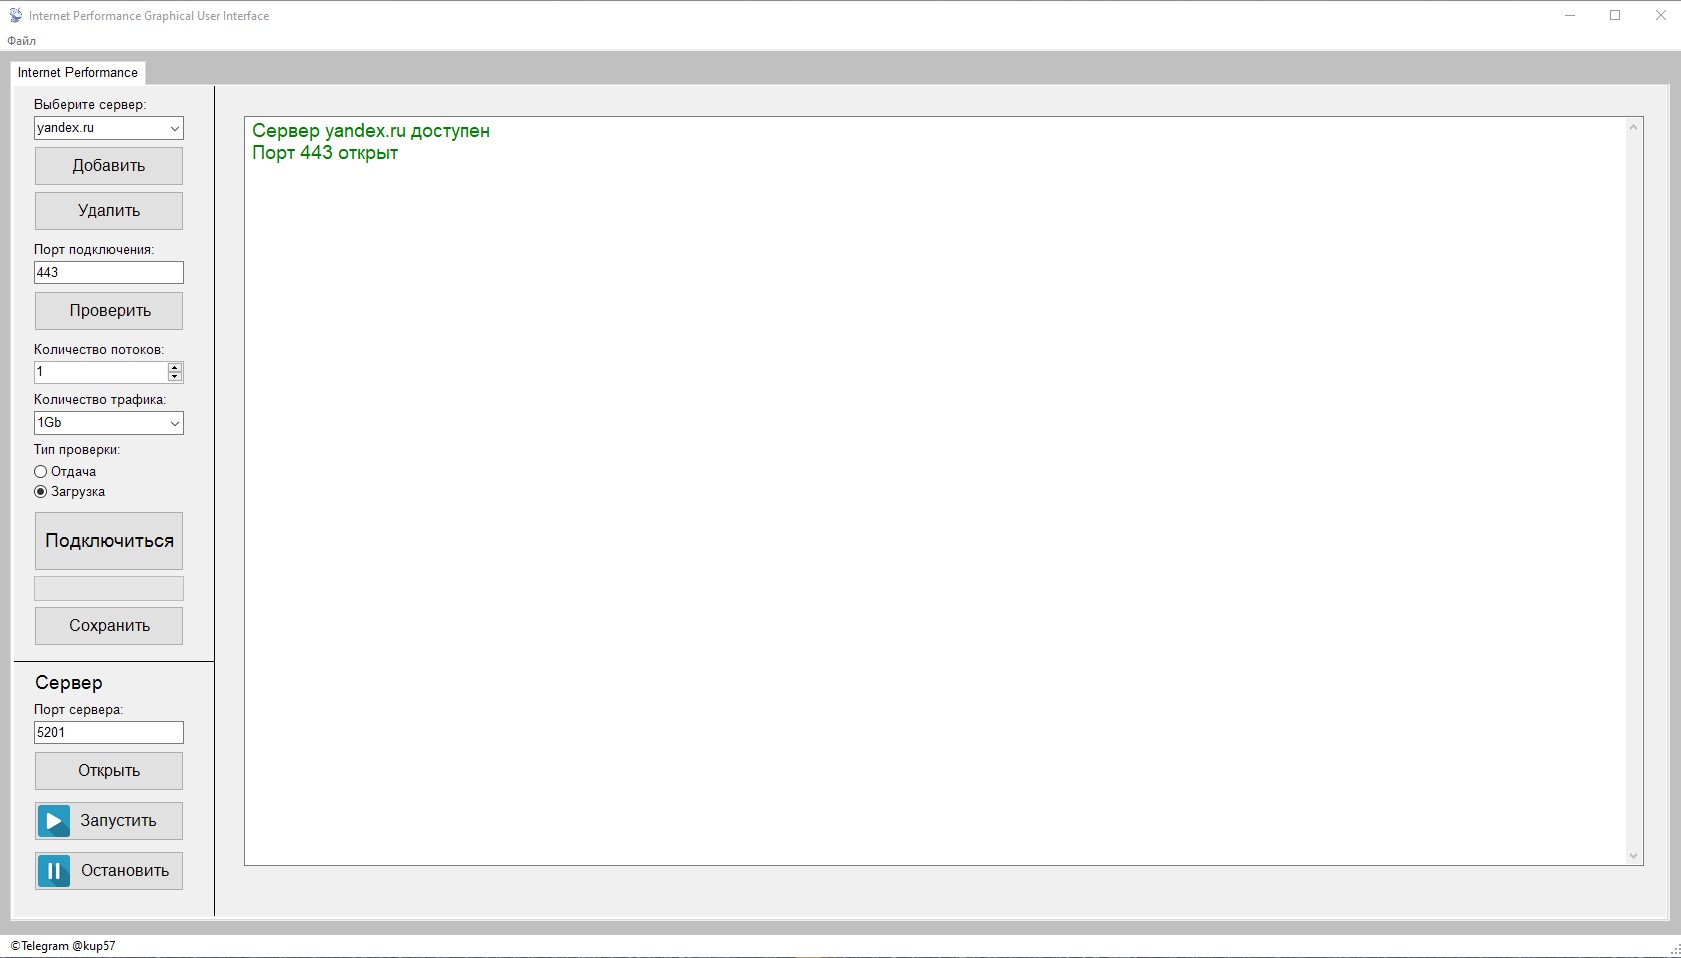 Internet Performance Graphical User Interface
Файл
Internet Performance
Выберите сервер:
yandex.ru
Добавить
Удалить
Порт подключения:
443
Проверить
Количество потоков:
1
Количество трафика:
1Gb
Тип проверки:
Отдача
Загрузка
Подключиться
Сохранить
Сервер
Порт сервера:
5201
Открыть
Запустить
Остановить
Сервер yandex.ru доступен
Порт 443 открыт
©Telegram @kup57